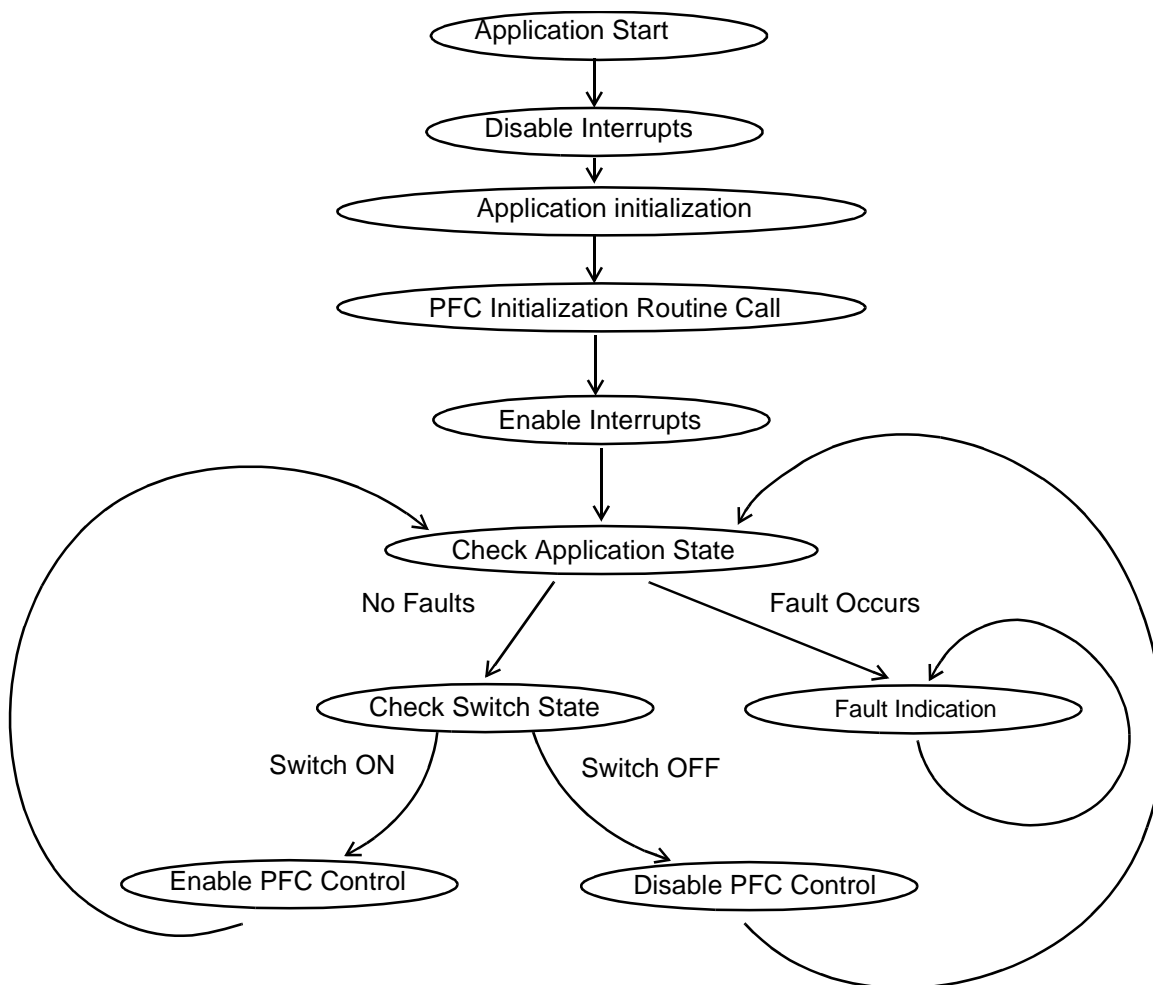 Application Start
Disable Interrupts
Application initialization
PFC Initialization Routine Call
Enable Interrupts
Check Application State
No Faults
Fault Occurs
Check Switch State
Fault Indication
Switch ON
Switch OFF
Enable PFC Control
Disable PFC Control